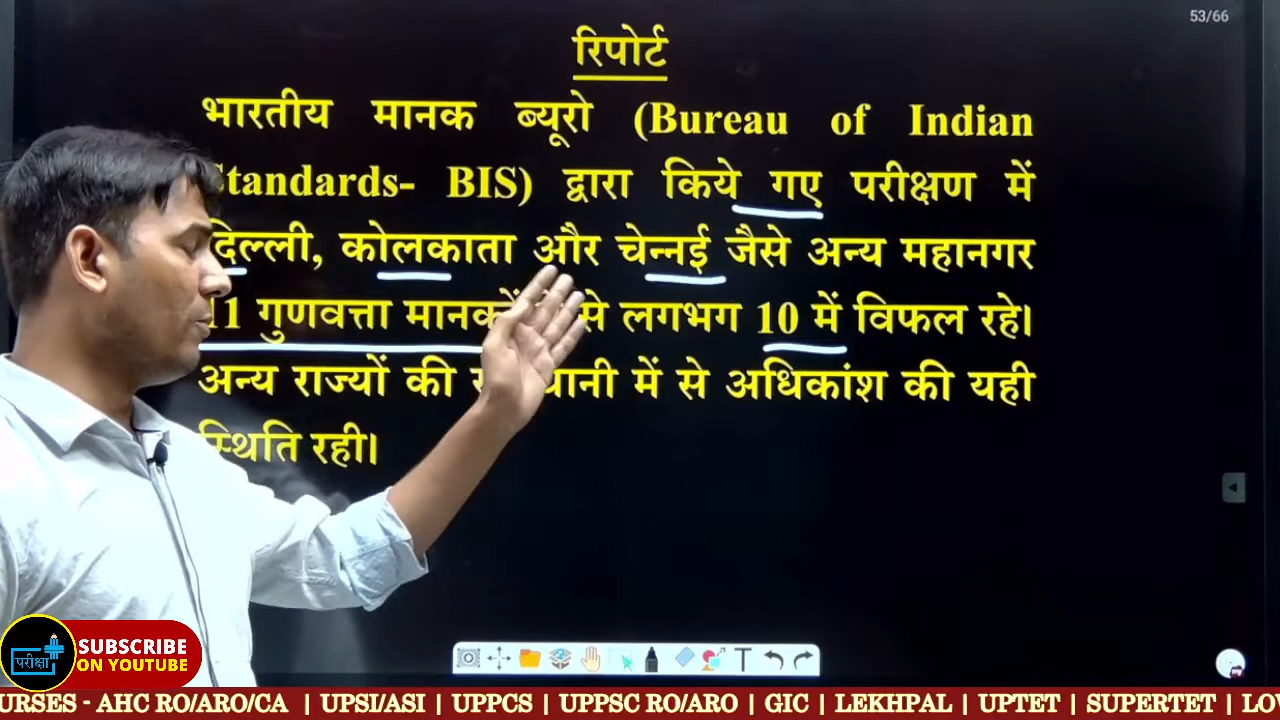 53/66
रिपोर्ट
भारतीय मानक ब्यूरो (Bureau of Indian
Standards- BIS) द्वारा किये गए परीक्षण में
दिल्ली, कोलकाता और चेन्नई जैसे अन्य महानगर
11 गुणवत्ता मानकों से लगभग 10 में विफल रहे।
अन्य राज्यों की में से अधिकांश की यही
स्थिति रही।
परीक्षा
SUBSCRIBE
ON YOUTUBE
URSES - AHC RO/ARO/CA | UPSI/ASI | UPPCS | UPPSC RO/ARO | GIC | LEKHPAL | UPTET | SUPERTET | LO